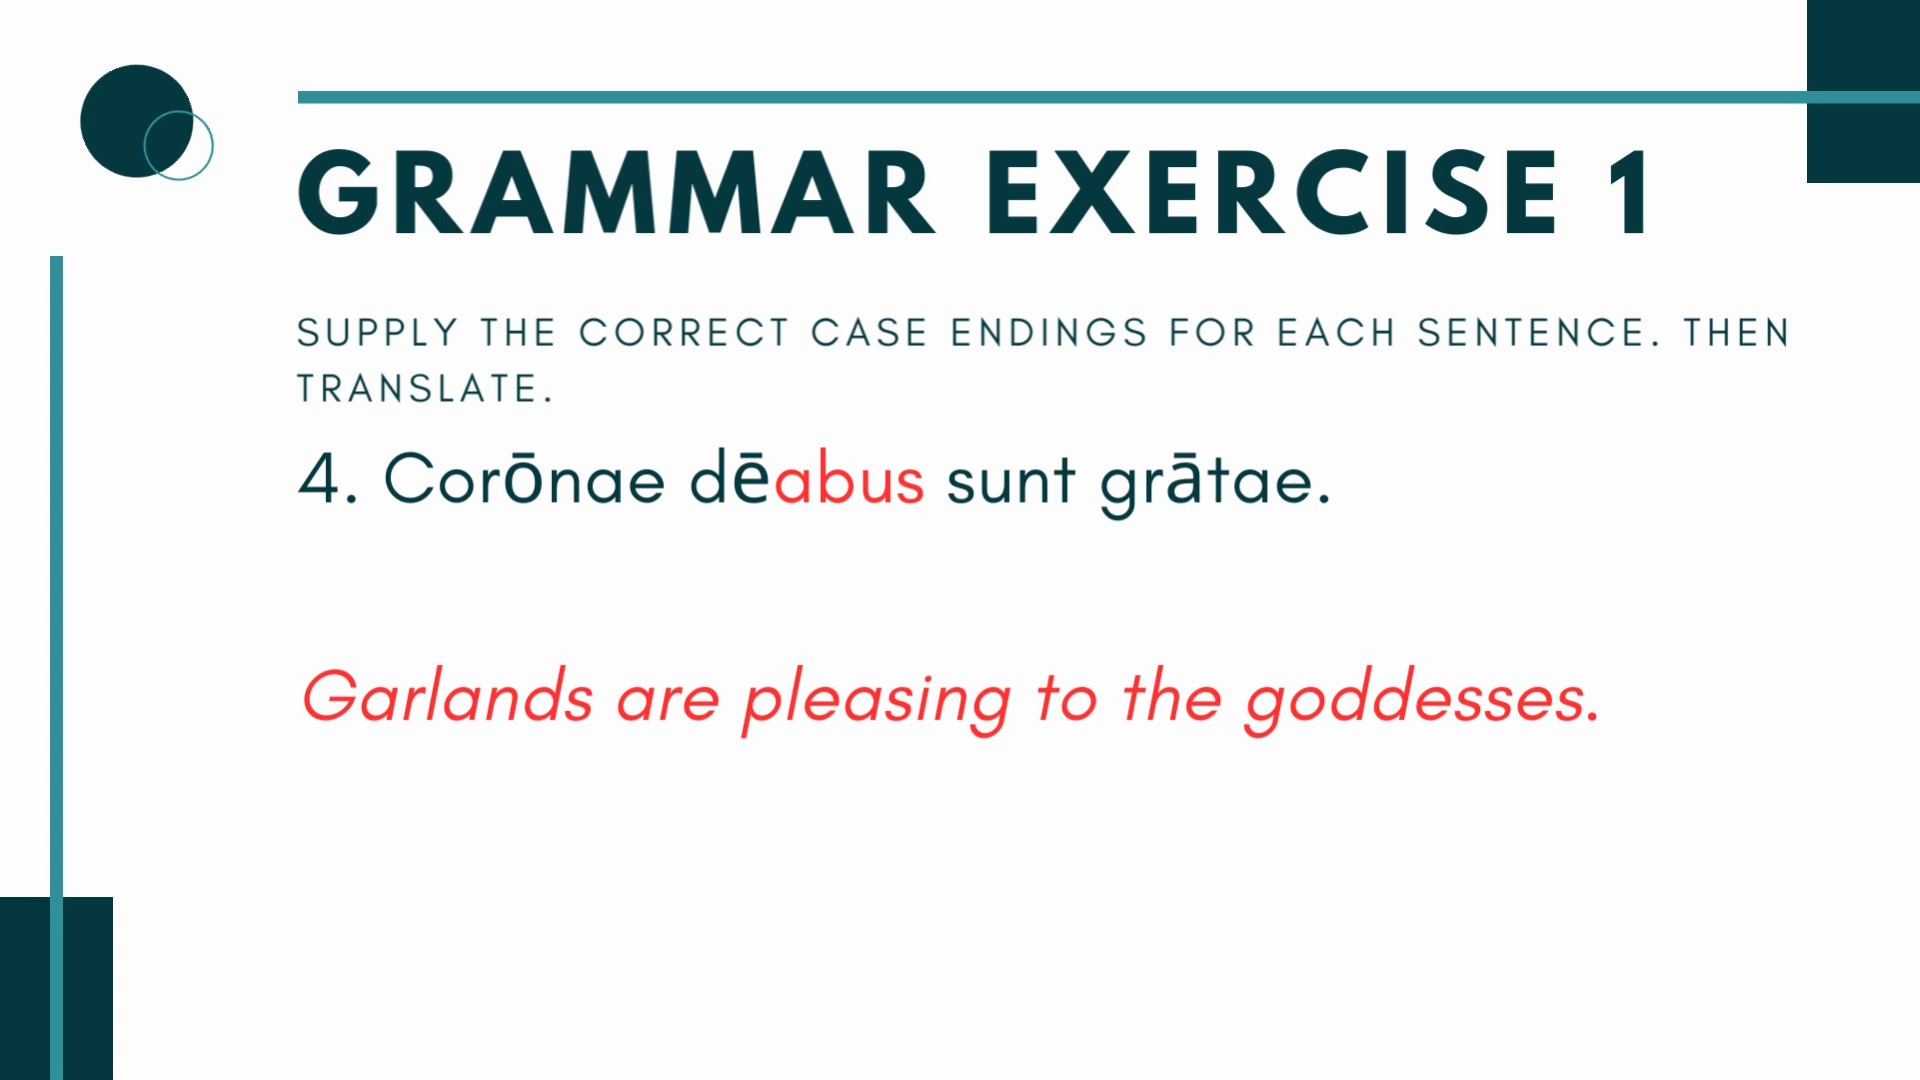 GRAMMAR EXERCISE 1
SUPPLY THE CORRECT CASE ENDINGS FOR EACH SENTENCE. THEN
TRANSLATE.
4. Corōnae dēabus sunt grātae.
Garlands are pleasing to the goddesses.